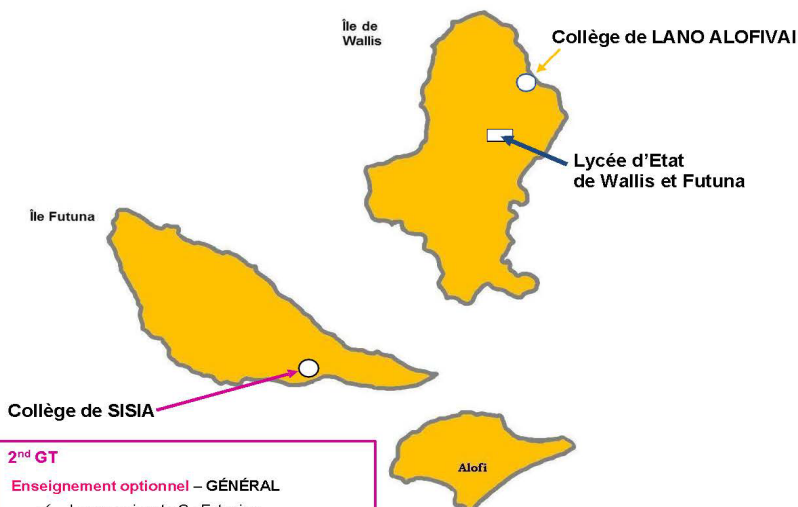 Île de
Wallis
Collège de LANO ALOFIVAI
Lycée d'Etat
de Wallis et Futuna
Île Futuna
Collège de SISIA
Alofi
2nd GT
Enseignement optionnel – GÉNÉRAL